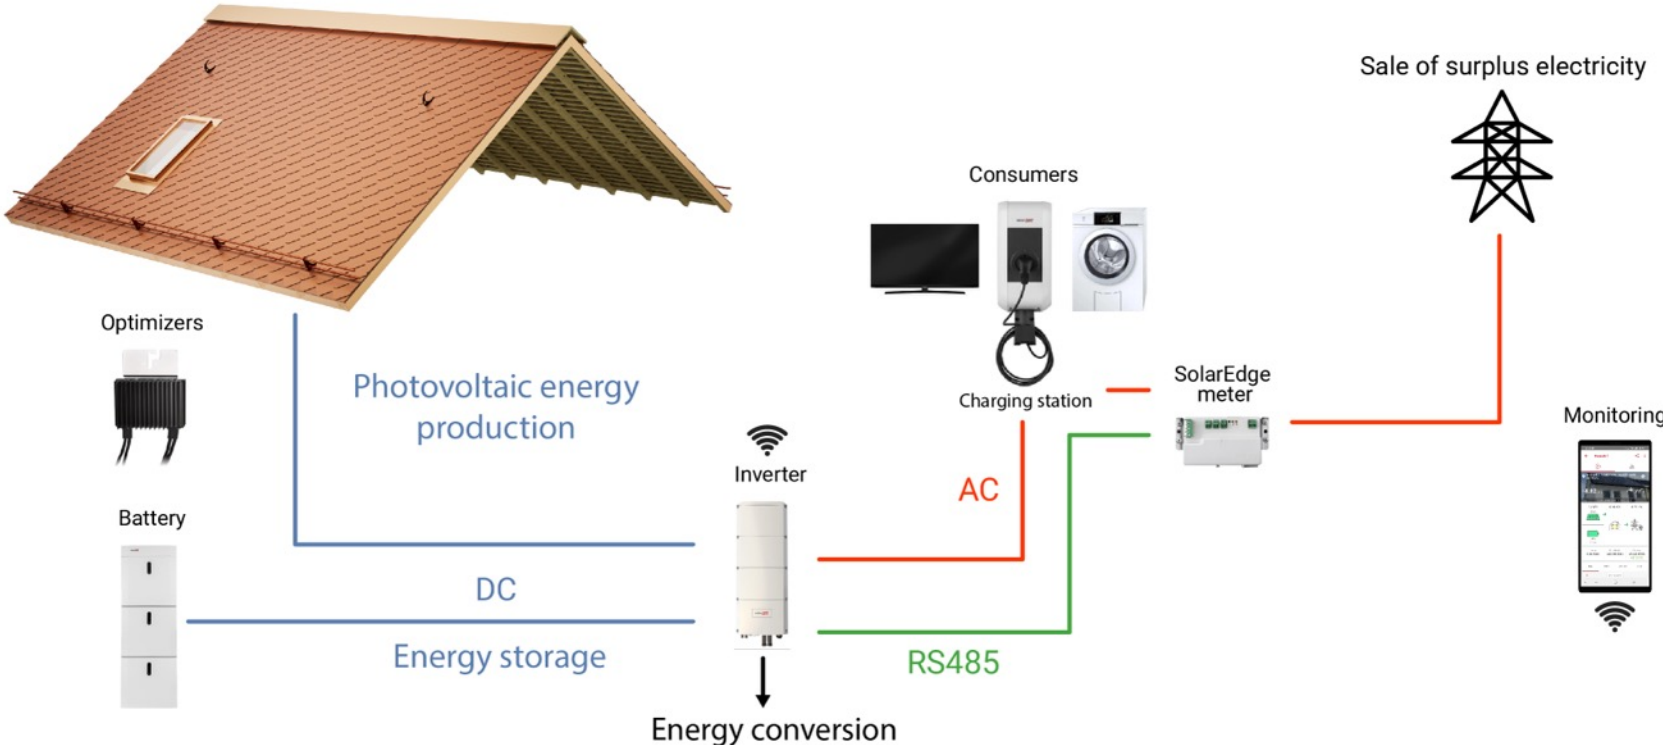 Sale of surplus electricity
Consumers
Optimizers
Photovoltaic energy
production
Charging station
SolarEdge
meter
Monitoring
Inverter
Battery
AC
DC
Energy storage
RS485
Energy conversion